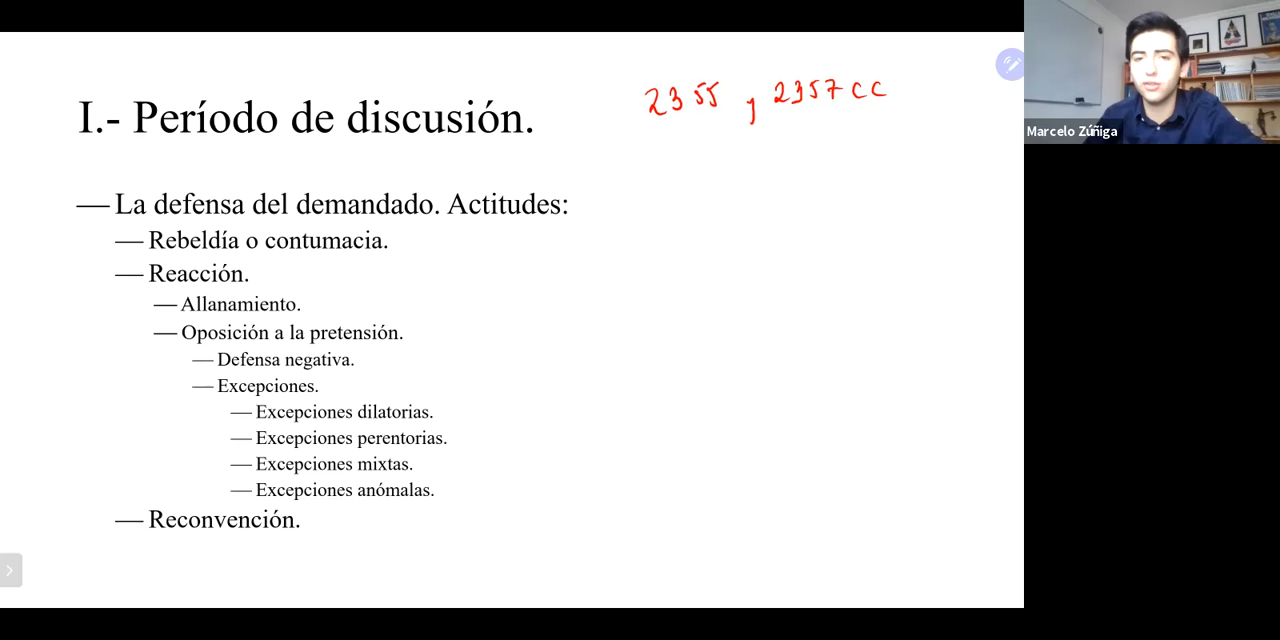 2355 y 2357 CC
I.- Período de discusión.
— La defensa del demandado. Actitudes:
— Rebeldía o contumacia.
— Reacción.
— Allanamiento.
— Oposición a la pretensión.
— Defensa negativa.
— Excepciones.
— Excepciones dilatorias.
— Excepciones perentorias.
— Excepciones mixtas.
— Excepciones anómalas.
— Reconvención.
Marcelo Zúñiga